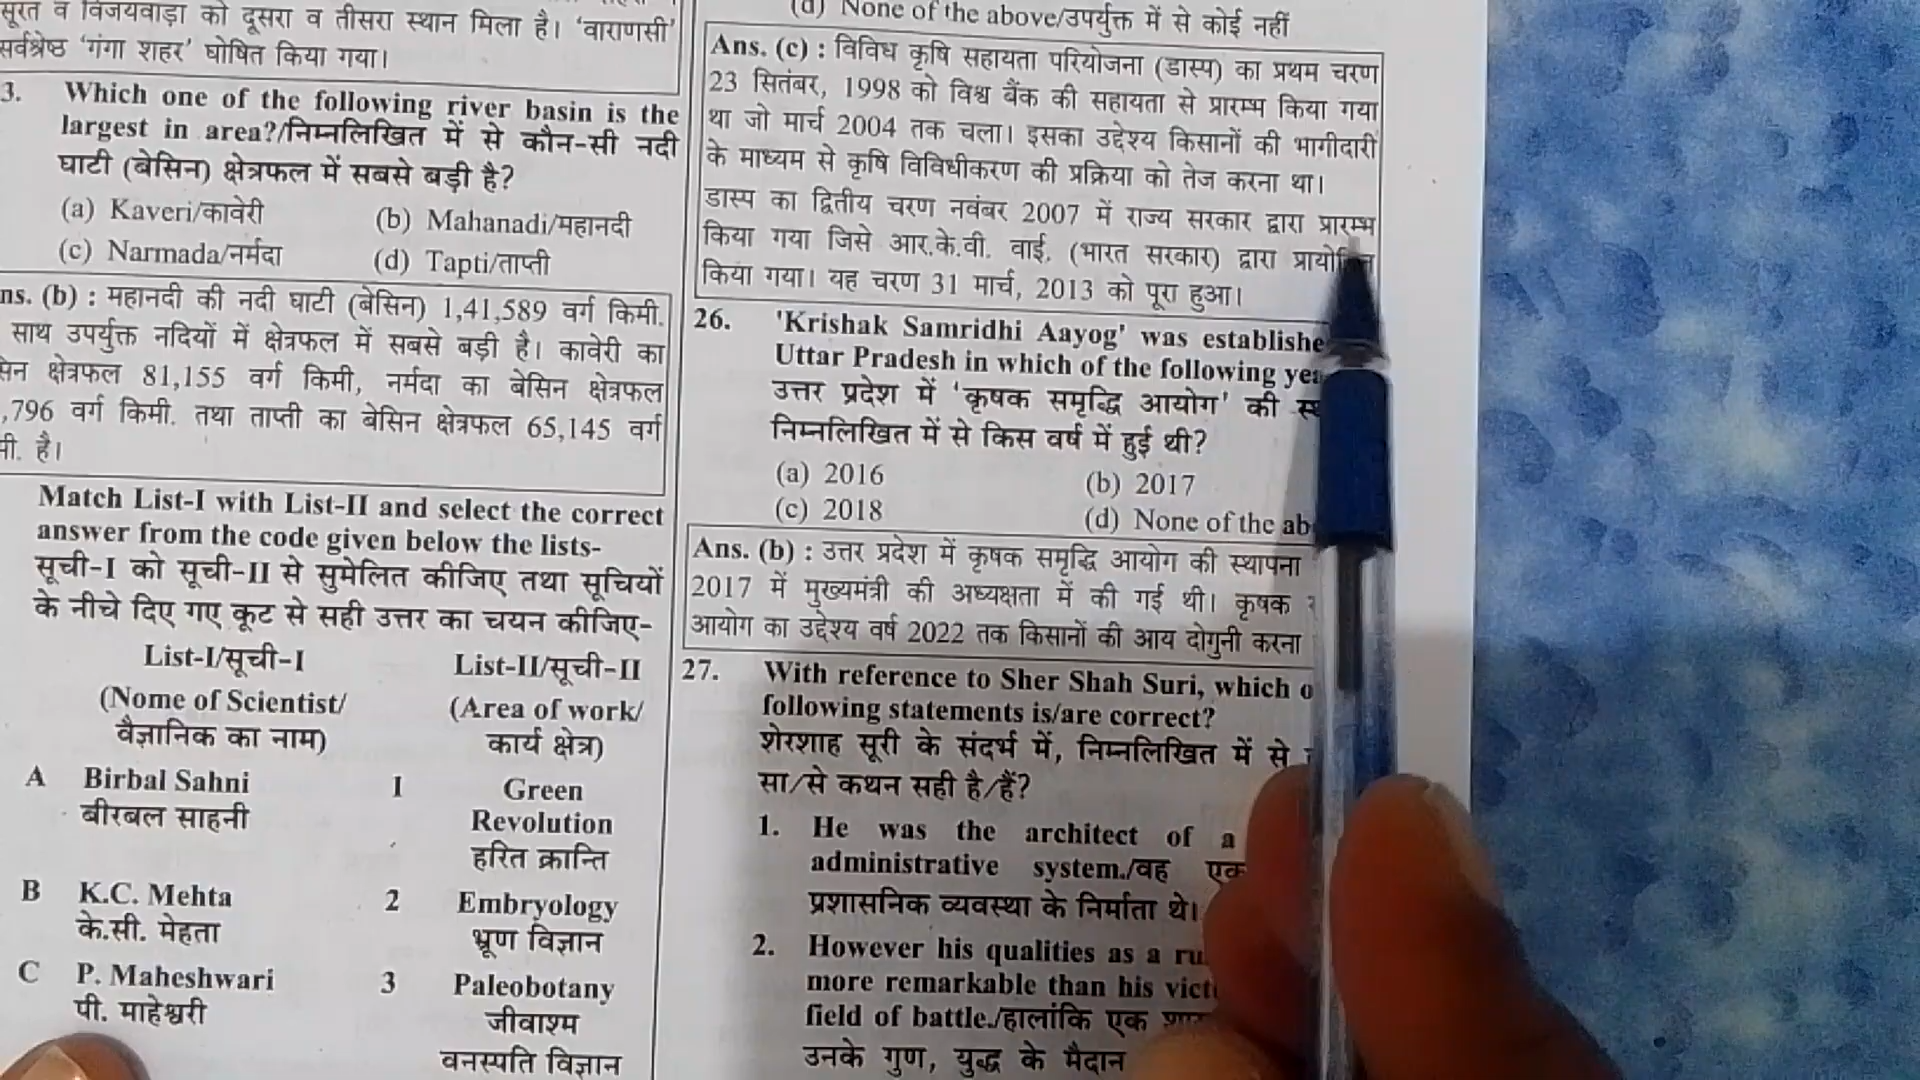 सूरत व विजयवाड़ा को दूसरा व तीसरा स्थान मिला है। 'वाराणसी'
सर्वश्रेष्ठ 'गंगा शहर' घोषित किया गया।
3. Which one of the following river basin is the
largest in area?/निम्नलिखित में से कौन-सी नदी
घाटी (बेसिन) क्षेत्रफल में सबसे बड़ी है?
(a) Kaveri/कावेरी (b) Mahanadi/महानदी
(c) Narmada/नर्मदा (d) Tapti/ताप्ती
ns. (b) : महानदी की नदी घाटी (बेसिन) 1,41,589 वर्ग किमी.
साथ उपर्युक्त नदियों में क्षेत्रफल में सबसे बड़ी है। कावेरी का
क्षेत्रफल 81,155 वर्ग किमी, नर्मदा का बेसिन क्षेत्रफल
,796 वर्ग किमी. तथा ताप्ती का बेसिन क्षेत्रफल 65,145 वर्ग
मी. है।
Match List-I with List-II and select the correct
answer from the code given below the lists-
सूची-I को सूची-II से सुमेलित कीजिए तथा सूचियों
के नीचे दिए गए कूट से सही उत्तर का चयन कीजिए-
List-I/सूची-I List-II/सूची-II
(Nome of Scientist/ (Area of work/
वैज्ञानिक का नाम) कार्य क्षेत्र)
A Birbal Sahni 1 Green
बीरबल साहनी Revolution
हरित क्रान्ति
B K.C. Mehta 2 Embryology
के.सी. मेहता भ्रूण विज्ञान
C P. Maheshwari 3 Paleobotany
पी. माहेश्वरी जीवाश्म
वनस्पति विज्ञान
(d) None of the above/उपर्युक्त में से कोई नहीं
Ans. (c) : विविध कृषि सहायता परियोजना (डास्प) का प्रथम चरण
23 सितंबर, 1998 को विश्व बैंक की सहायता से प्रारम्भ किया गया
था जो मार्च 2004 तक चला। इसका उद्देश्य किसानों की भागीदारी
के माध्यम से कृषि विविधीकरण की प्रक्रिया को तेज करना था।
डास्प का द्वितीय चरण नवंबर 2007 में राज्य सरकार द्वारा प्रारम्भ
किया गया जिसे आर.के.वी. वाई. (भारत सरकार) द्वारा
किया गया। यह चरण 31 मार्च, 2013 को पूरा हुआ।
26. 'Krishak Samridhi Aayog' was establishe
Uttar Pradesh in which of the following yea
उत्तर प्रदेश में 'कृषक समृद्धि आयोग' की
निम्नलिखित में से किस वर्ष में हुई थी?
(a) 2016 (b) 2017
(c) 2018 (d) None of the ab
Ans. (b) : उत्तर प्रदेश में कृषक समृद्धि आयोग की स्थापना
2017 में मुख्यमंत्री की अध्यक्षता में की गई थी। कृषक
आयोग का उद्देश्य वर्ष 2022 तक किसानों की आय दोगुनी करना
27. With reference to Sher Shah Suri, which o
following statements is/are correct?
शेरशाह सूरी के संदर्भ में, निम्नलिखित में से
सा/से कथन सही है/हैं?
1. He was the architect of a
administrative system./वह एक
प्रशासनिक व्यवस्था के निर्माता थे।
2. However his qualities as a ru
more remarkable than his vict
field of battle./हालांकि एक
उनके गुण, युद्ध के मैदान